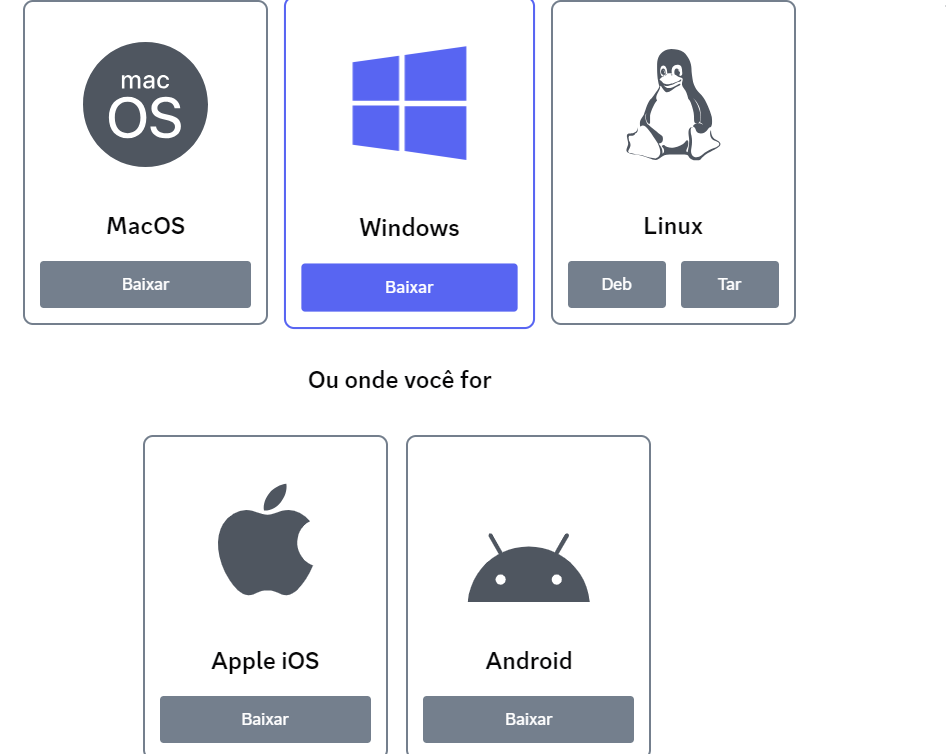 mac
OS
MacOS
Windows
Linux
Baixar
Baixar
Deb
Tar
Ou onde você for
Apple iOS
Android
Baixar
Baixar